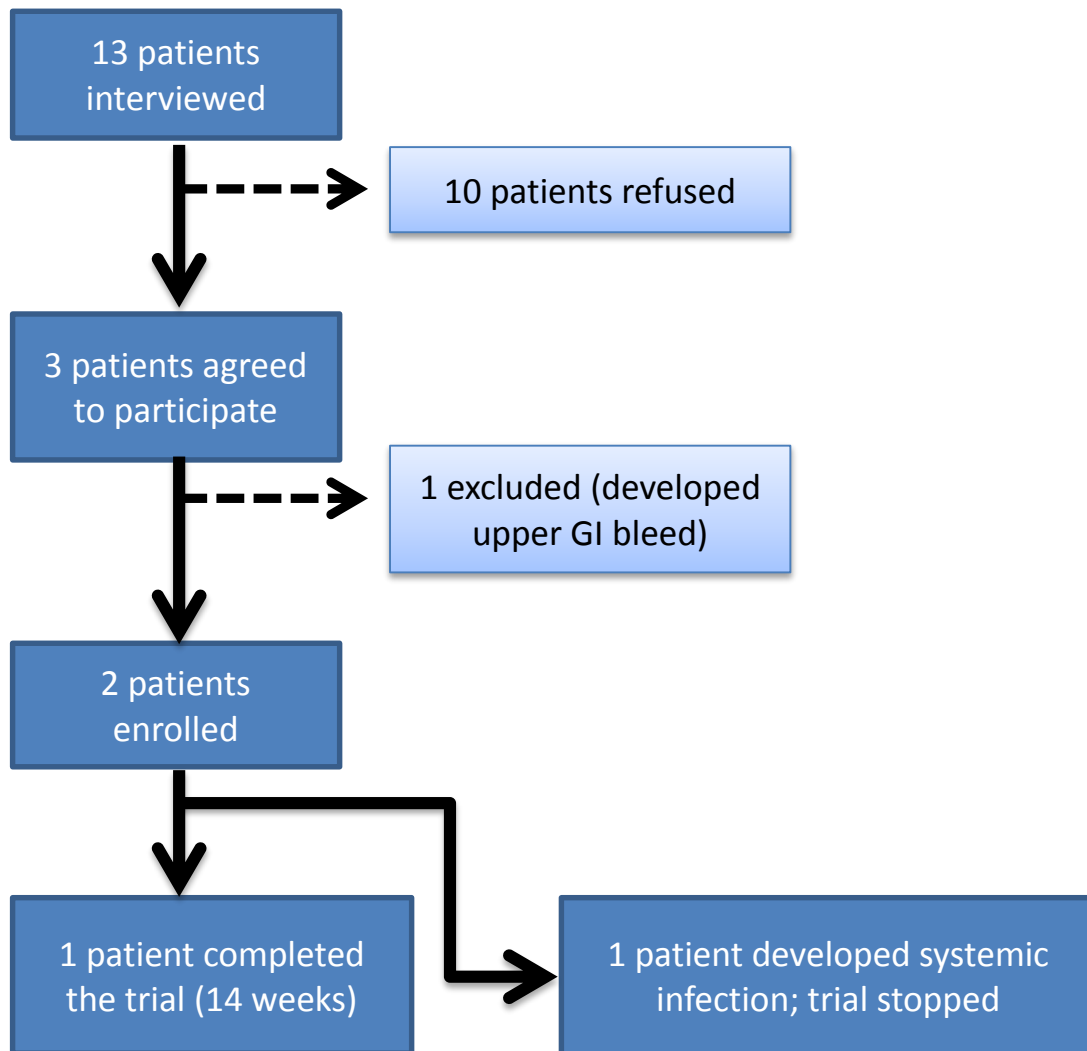 13 patients
interviewed
10 patients refused
3 patients agreed
to participate
1 excluded (developed
upper GI bleed)
2 patients
enrolled
1 patient completed
the trial (14 weeks)
1 patient developed systemic
infection; trial stopped